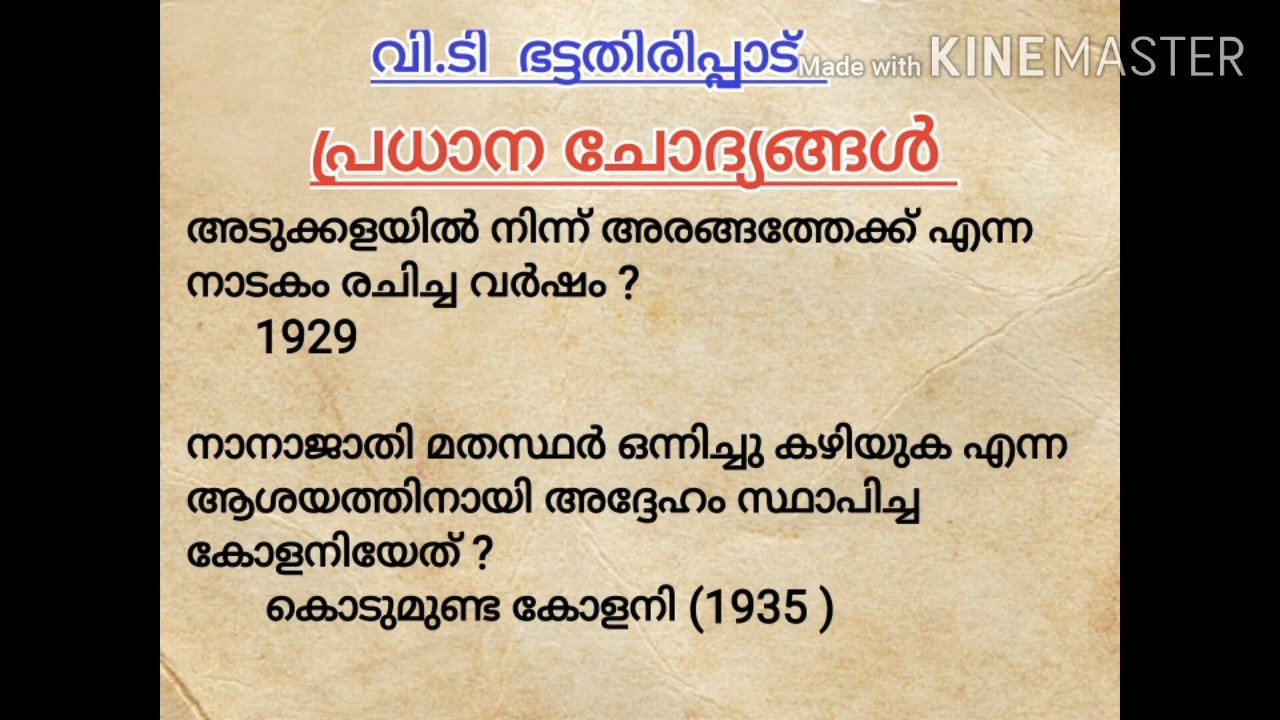 വി.ടി ഭട്ടതിരിപ്പാട്
Made with KINEMASTER
പ്രധാന ചോദ്യങ്ങൾ
അടുക്കളയിൽ നിന്ന് അരങ്ങത്തേക്ക് എന്ന
നാടകം രചിച്ച വർഷം ?
1929
നാനാജാതി മതസ്ഥർ ഒന്നിച്ചു കഴിയുക എന്ന
ആശയത്തിനായി അദ്ദേഹം സ്ഥാപിച്ച
കോളനിയേത് ?
കൊടുമുണ്ട കോളനി (1935 )